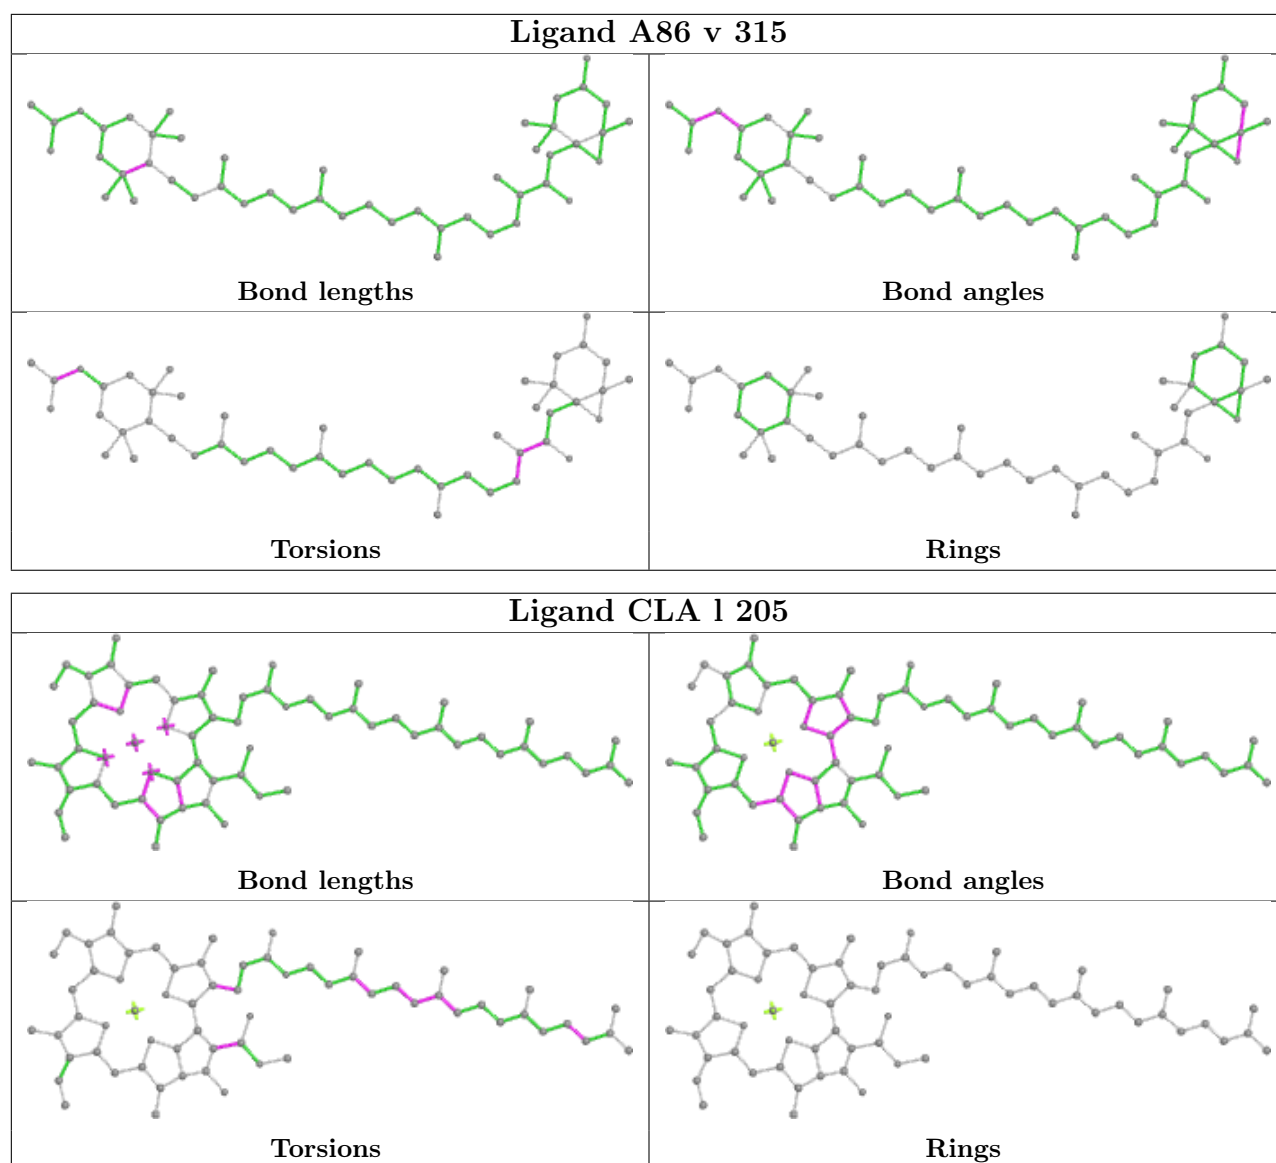 Ligand A86 v 315
Bond lengths
Bond angles
Torsions
Rings
Ligand CLA l 205
Bond lengths
Bond angles
Torsions
Rings